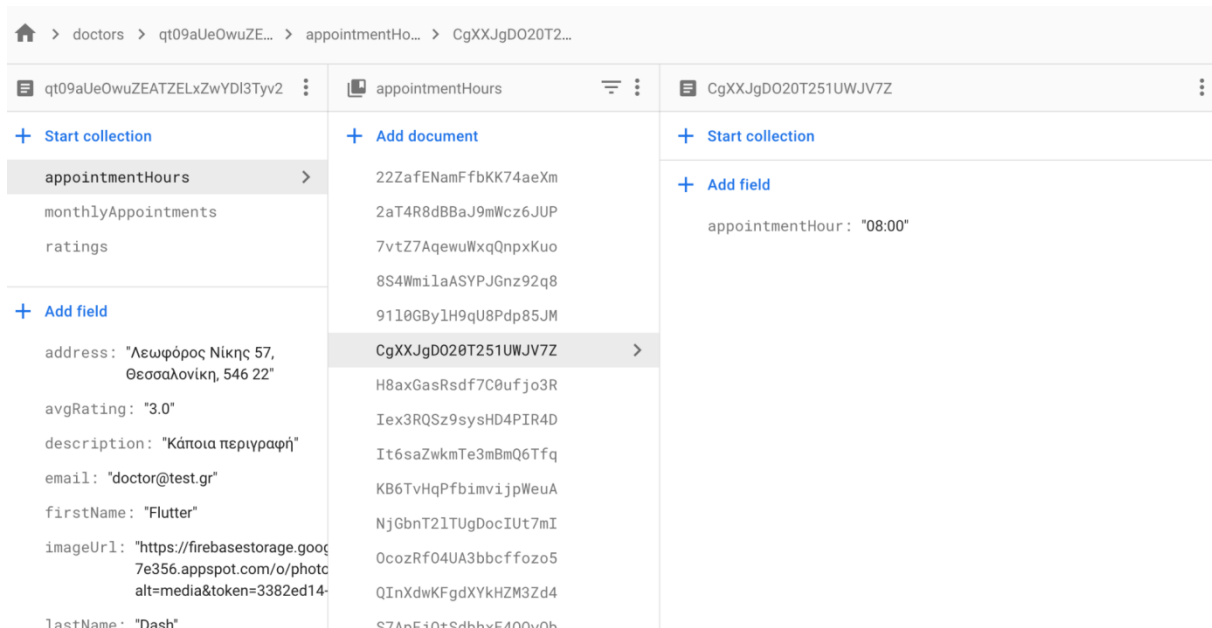 doctors > qt09aUeOwuZE... > appointmentHo... > CgXXJgDO20T2...
qt09aUeOwuZEATZELxZwYDl3Tyv2
+ Start collection
appointmentHours
monthlyAppointments
ratings
+ Add field
address: "Λεωφόρος Νίκης 57,
Θεσσαλονίκη, 546 22"
avgRating: "3.0"
description: "Κάποια περιγραφή"
email: "doctor@test.gr"
firstName: "Flutter"
imageUrl: "https://firebasestorage.goog
7e356.appspot.com/o/photo
alt=media&token=3382ed14-
lastName: "Dash"
appointmentHours
+ Add document
22ZafENamFfbKK74aeXm
2aT4R8dBBaJ9mWcz6JUP
7vtZ7AqewuWxqQnpxKuo
8S4WmilaASYPJGnz92q8
91l0GBylH9qU8Pdp85JM
CgXXJgDO20T251UWJV7Z
H8axGasRsdf7C0ufjo3R
Iex3RQSz9sysHD4PIR4D
It6saZwkmTe3mBmQ6Tfq
KB6TvHqPfbimvijpWeuA
NjGbnT2lTUgDocIUt7mI
OcozRfO4UA3bbcffozo5
QInXdwKFgdXYkHZM3Zd4
CgXXJgDO20T251UWJV7Z
+ Start collection
+ Add field
appointmentHour: "08:00"